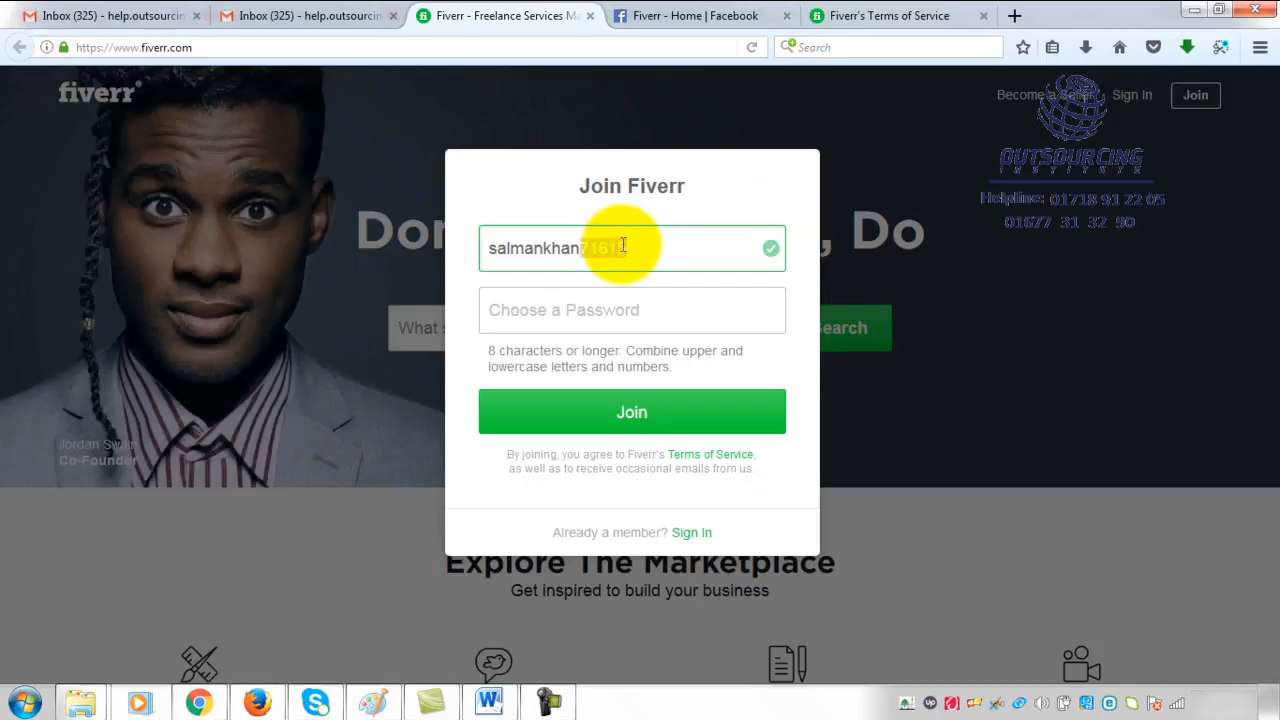 Inbox (325) - help.outsourcin
Inbox (325) - help.outsourcin
Fiverr - Freelance Services Ma
Fiverr - Home | Facebook
Fiverr's Terms of Service
https://www.fiverr.com
Search
fiverr
Become a
Sign In
Join
OUTSOURCING
INSTITUTE
Helpline: 01718 91 22 05
01677 31 32 90
Join Fiverr
salmankhan
Choose a Password
8 characters or longer. Combine upper and
lowercase letters and numbers.
Join
By joining, you agree to Fiverr's Terms of Service,
as well as to receive occasional emails from us.
Already a member? Sign In
Do
What
Search
Jordan Swain
Co-Founder
Explore The Marketplace
Get inspired to build your business